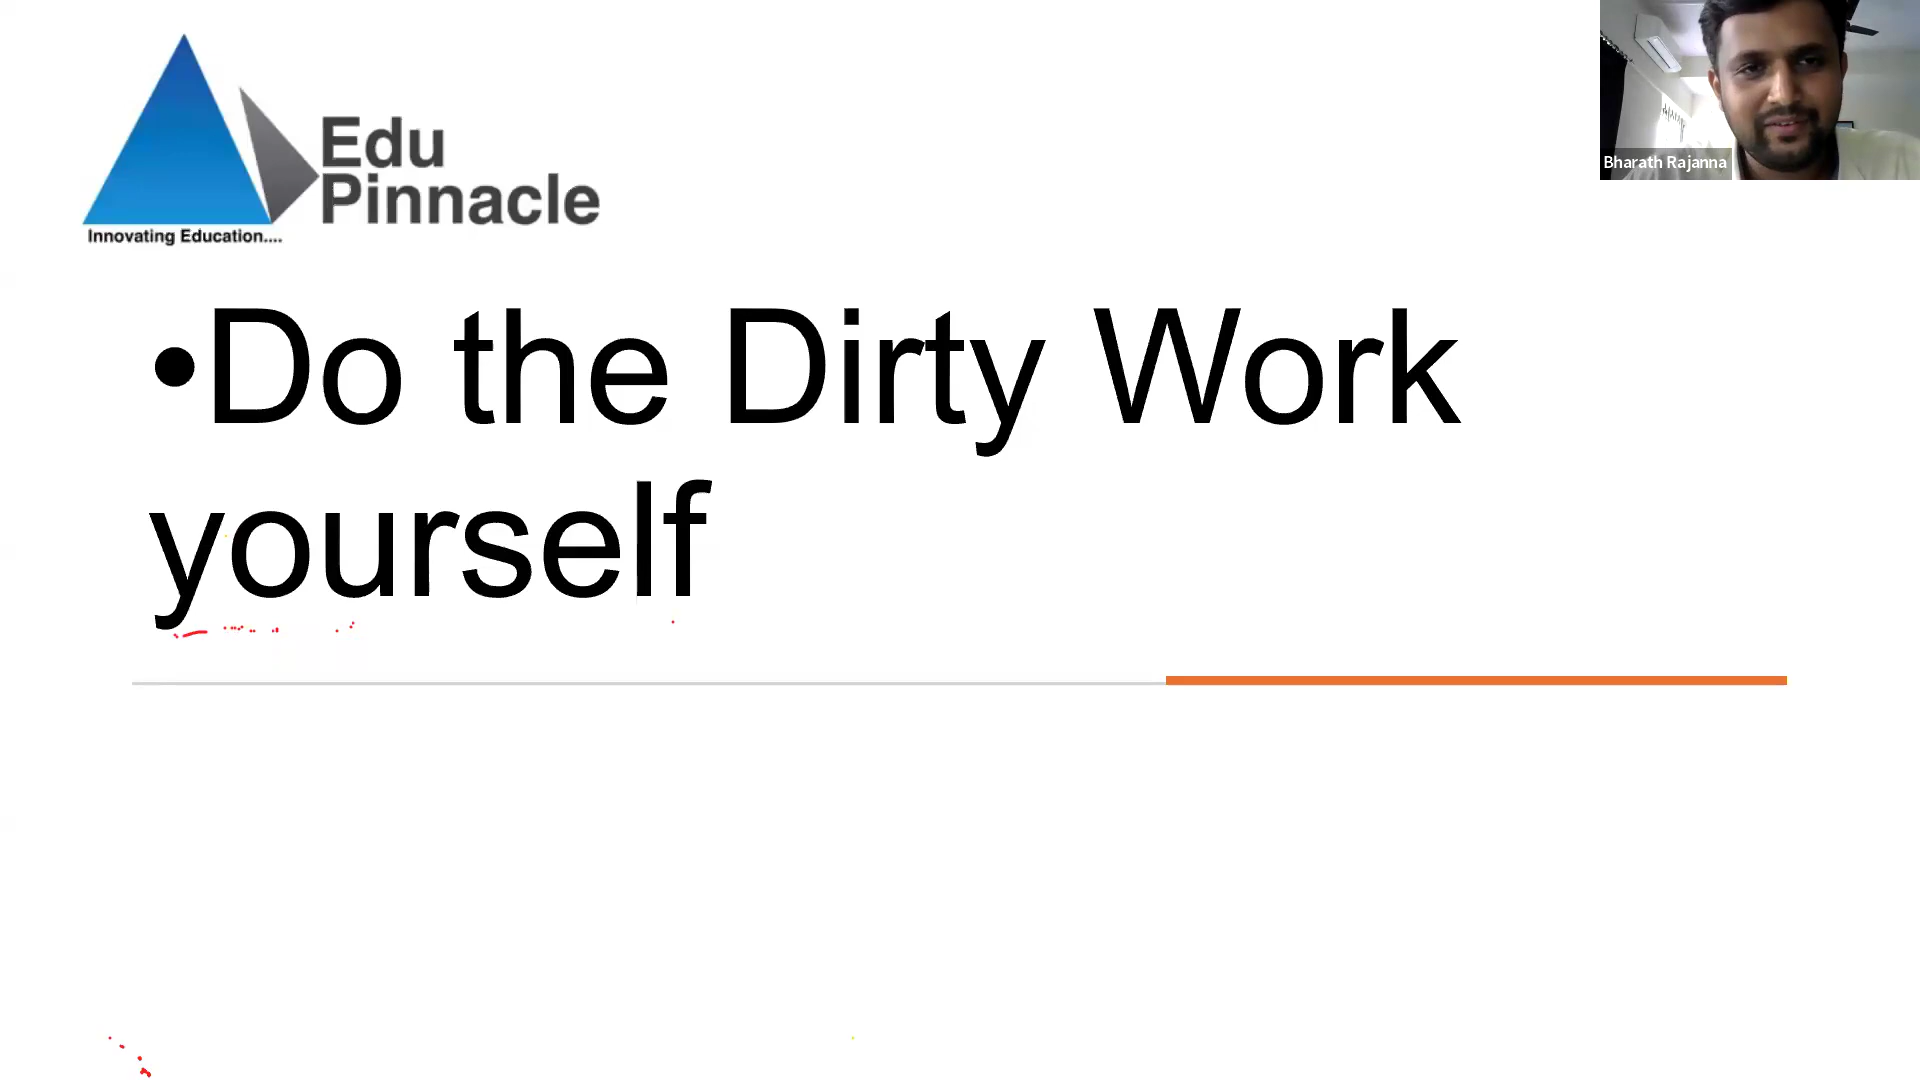 Edu
Pinnacle
Innovating Education....
Bharath Rajanna
•Do the Dirty Work
yourself